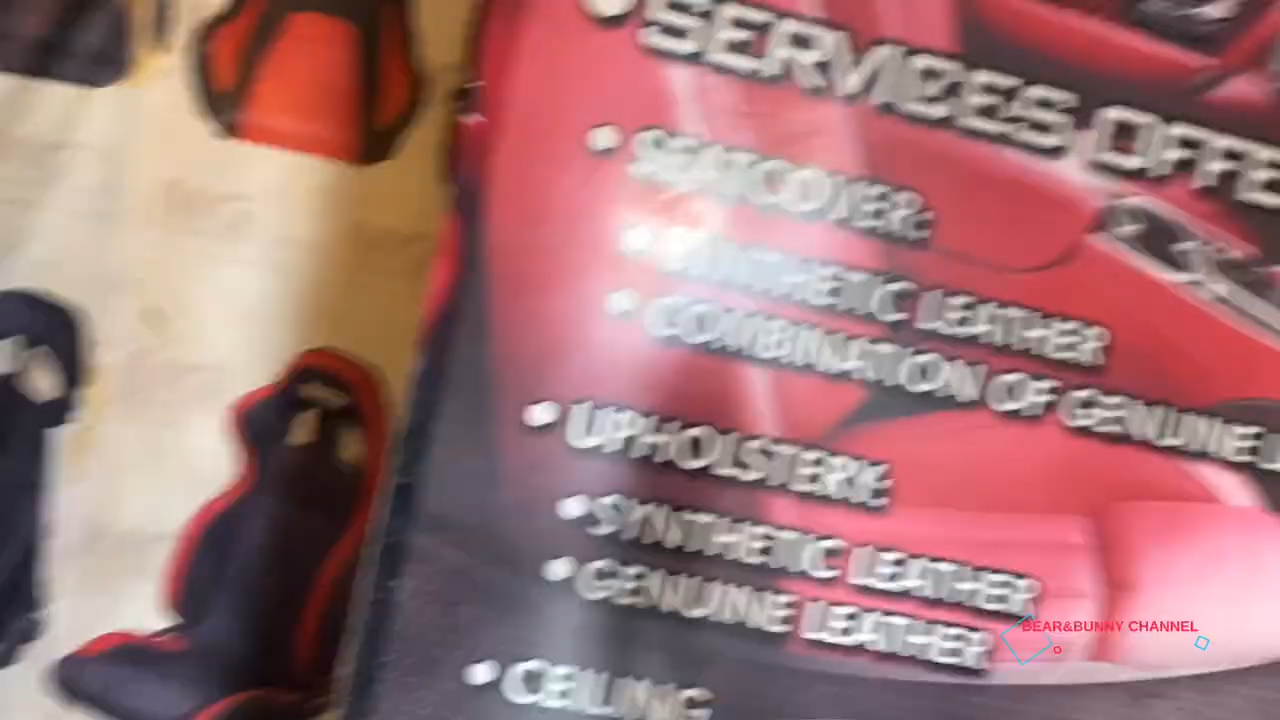 • SERVICES OFFE
• SEATCOVER:
• SYNTHETIC LEATHER
• COMBINATION OF GENUINE L
• UPHOLSTERY:
• SYNTHETIC LEATHER
• GENUINE LEATHER
• CEILING
BEAR&BUNNY CHANNEL